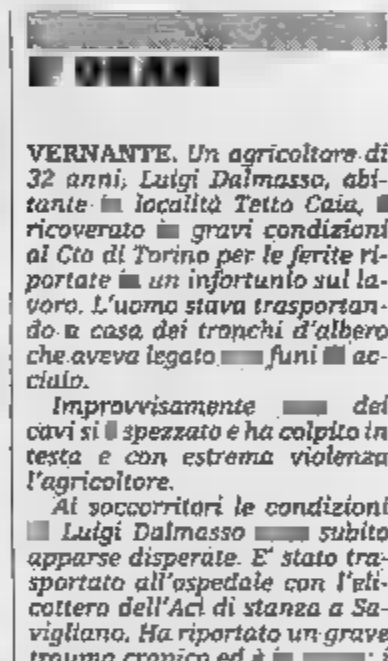 VERNANTE. Un agricoltore di
32 anni, Luigi Dalmasso, abi-
tante in località Tetto Caia,
ricoverato in gravi condizioni
al Cto di Torino per le ferite ri-
portate in un infortunio sul la-
voro. L'uomo stava trasportan-
do a casa dei tronchi d'albero
che aveva legato funi ac-
ciaio.
Improvvisamente dei
cavi si spezzato e ha colpito in
testa e con estrema violenza
l'agricoltore.
Ai soccorritori le condizioni
Luigi Dalmasso subito
apparse disperate. E' stato tra-
sportato all'ospedale con l'eli-
cottero dell'Aci di stanza a Sa-
vigliano. Ha riportato un grave
trauma cranico ed è